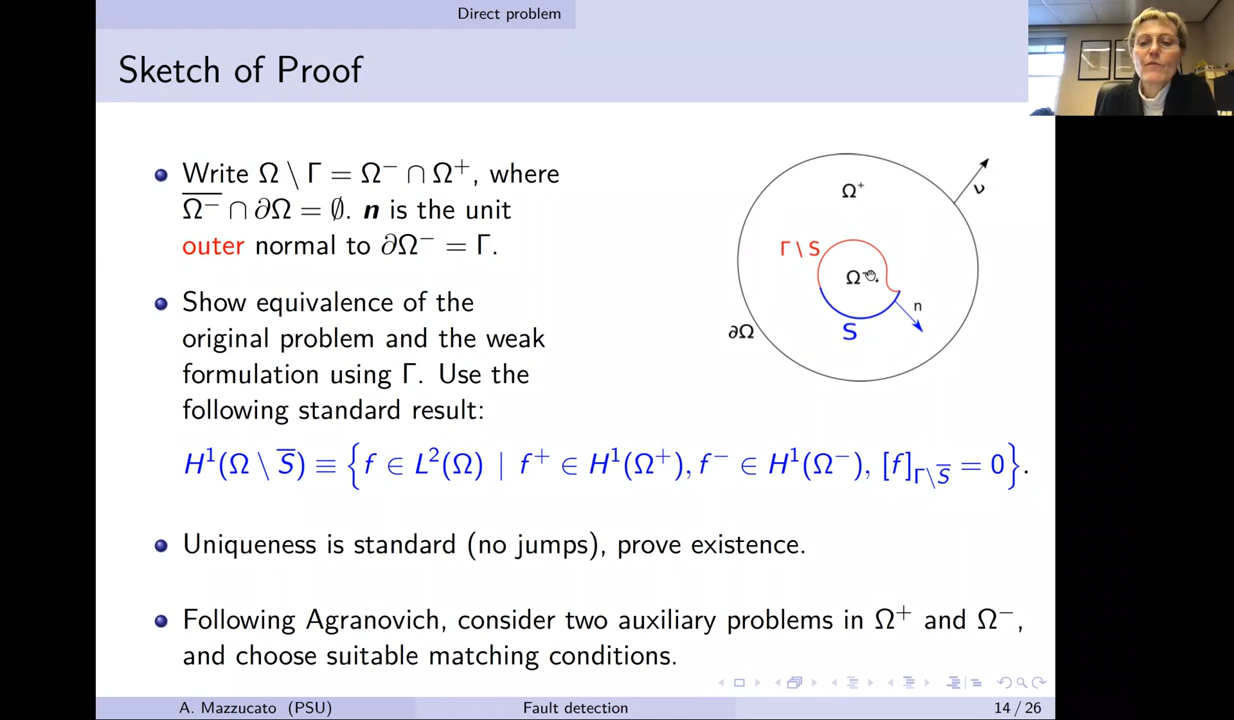 Direct problem
Sketch of Proof
Write Ω \ Γ = Ω⁻ ∩ Ω⁺, where
Ω⁻‾ ∩ ∂Ω = ∅. n is the unit
outer normal to ∂Ω⁻ = Γ.
Show equivalence of the
original problem and the weak
formulation using Γ. Use the
following standard result:
H¹(Ω \ S̅) ≡ {f ∈ L²(Ω) | f⁺ ∈ H¹(Ω⁺), f⁻ ∈ H¹(Ω⁻), [f]_{Γ\S̅} = 0}.
Uniqueness is standard (no jumps), prove existence.
Following Agranovich, consider two auxiliary problems in Ω⁺ and Ω⁻,
and choose suitable matching conditions.
Ω⁺
ν
Γ \ S
Ω
n
S
∂Ω
A. Mazzucato (PSU)
Fault detection
14 / 26